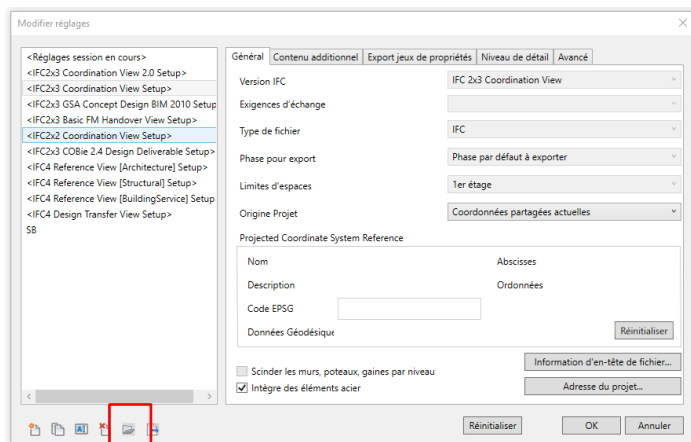 Modifier réglages
<Réglages session en cours>
<IFC2x3 Coordination View 2.0 Setup>
<IFC2x3 Coordination View Setup>
<IFC2x3 GSA Concept Design BIM 2010 Setup
<IFC2x3 Basic FM Handover View Setup>
<IFC2x2 Coordination View Setup>
<IFC2x3 COBie 2.4 Design Deliverable Setup>
<IFC4 Reference View [Architecture] Setup>
<IFC4 Reference View [Structural] Setup>
<IFC4 Reference View [BuildingService] Setup
<IFC4 Design Transfer View Setup>
SB
Général Contenu additionnel Export jeux de propriétés Niveau de détail Avancé
Version IFC IFC 2x3 Coordination View
Exigences d'échange
Type de fichier IFC
Phase pour export Phase par défaut à exporter
Limites d'espaces 1er étage
Origine Projet Coordonnées partagées actuelles
Projected Coordinate System Reference
Nom Abscisses
Description Ordonnées
Code EPSG
Données Géodésique Réinitialiser
Scinder les murs, poteaux, gaines par niveau Information d'en-tête de fichier...
Intègre des éléments acier Adresse du projet...
Réinitialiser OK Annuler